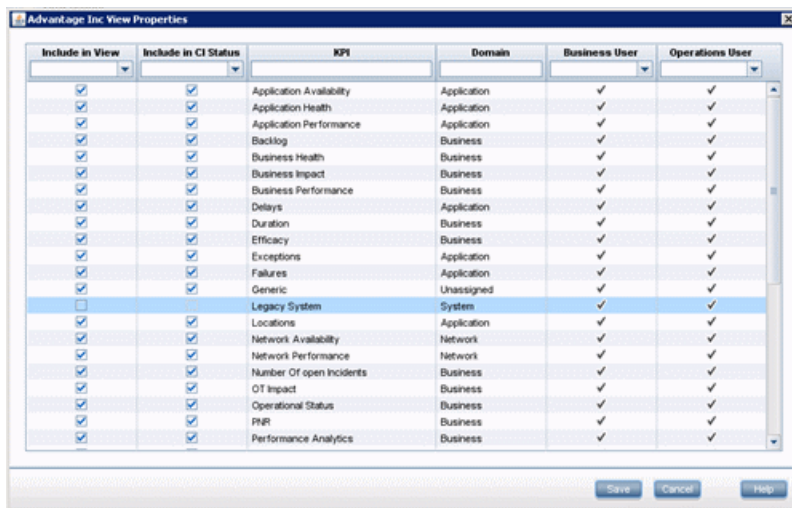 Advantage Inc View Properties
Include in View Include in CI Status KPI Domain Business User Operations User
Application Availability Application
Application Health Application
Application Performance Application
Backlog Business
Business Health Business
Business Impact Business
Business Performance Business
Delays Application
Duration Business
Efficacy Business
Exceptions Application
Failures Application
Generic Unassigned
Legacy System System
Locations Application
Network Availability Network
Network Performance Network
Number Of open Incidents Business
OT Impact Business
Operational Status Business
PNR Business
Performance Analytics Business
Save Cancel Help